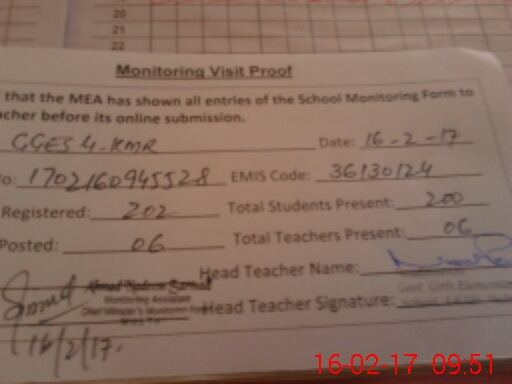 20
21
22
Monitoring Visit Proof
that the MEA has shown all entries of the School Monitoring Form to
cher before its online submission.
GGES 4-KMR Date: 16-2-17
o: 1702160945528 EMIS Code: 36130124
Registered: 202 Total Students Present: 200
Posted: 06 Total Teachers Present: 06
Head Teacher Name:
Monitoring Assistant
Head Teacher Signature:
Govt Girls Elementary
16/2/17.
16-02-17 09:51